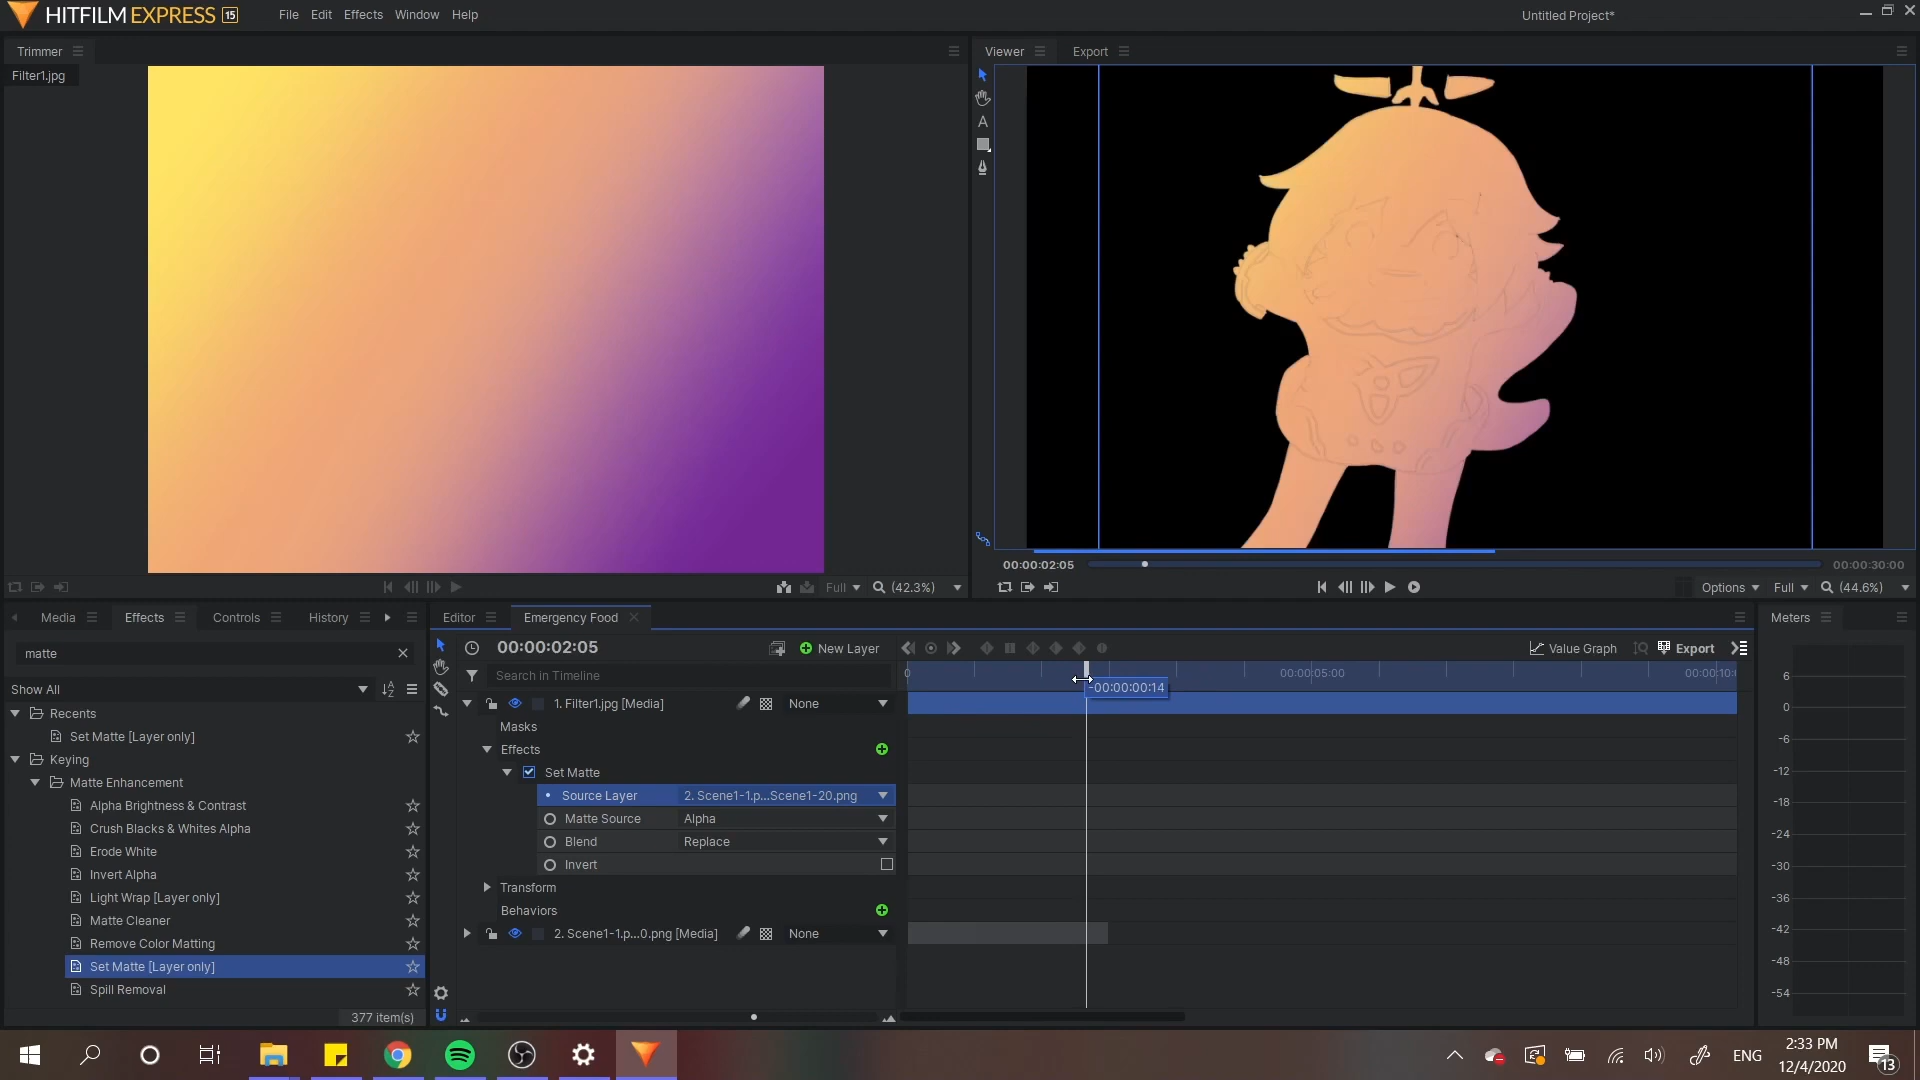 HITFILM EXPRESS 15 File Edit Effects Window Help Untitled Project*
Trimmer
Filter1.jpg
Viewer Export
00:00:02:05 00:00:30:00
Full (42.3%)
Options Full (44.6%)
Media Effects Controls History
matte
Show All
Recents
Set Matte [Layer only]
Keying
Matte Enhancement
Alpha Brightness & Contrast
Crush Blacks & Whites Alpha
Erode White
Invert Alpha
Light Wrap [Layer only]
Matte Cleaner
Remove Color Matting
Set Matte [Layer only]
Spill Removal
377 item(s)
Editor Emergency Food
00:00:02:05 New Layer Value Graph Export
Search in Timeline
0 00:00:05:00 00:00:10:
-00:00:00:14
1. Filter1.jpg [Media] None
Masks
Effects
Set Matte
Source Layer 2. Scene1-1.p...Scene1-20.png
Matte Source Alpha
Blend Replace
Invert
Transform
Behaviors
2. Scene1-1.p...0.png [Media] None
Meters
6
0
-6
-12
-18
-24
-30
-36
-42
-48
-54
A
ENG
2:33 PM
12/4/2020
13